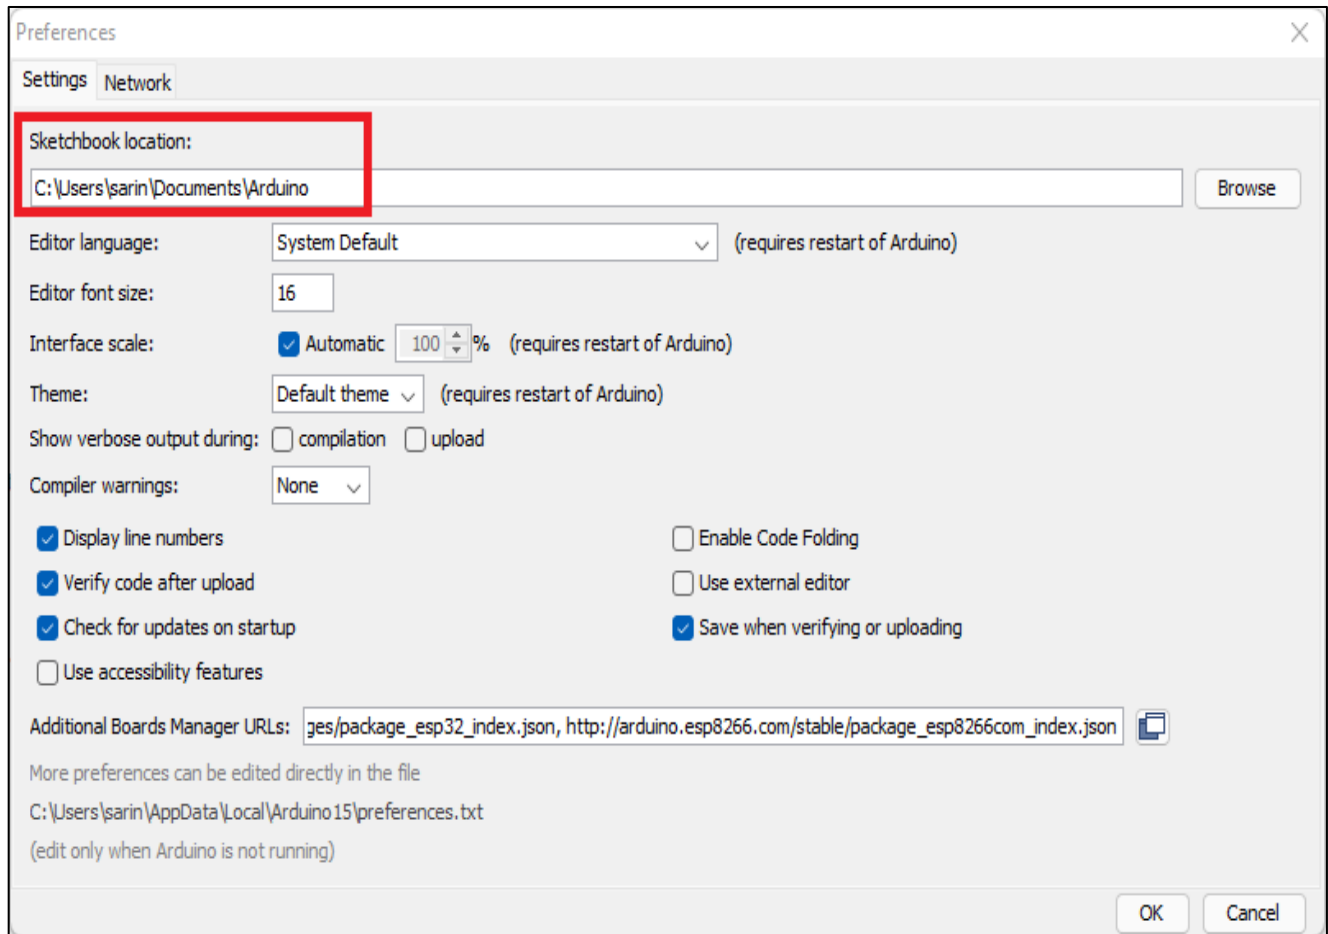 Preferences
Settings Network
Sketchbook location:
C:\Users\sarin\Documents\Arduino Browse
Editor language: System Default (requires restart of Arduino)
Editor font size: 16
Interface scale: Automatic 100 % (requires restart of Arduino)
Theme: Default theme (requires restart of Arduino)
Show verbose output during: compilation upload
Compiler warnings: None
Display line numbers Enable Code Folding
Verify code after upload Use external editor
Check for updates on startup Save when verifying or uploading
Use accessibility features
Additional Boards Manager URLs: ges/package_esp32_index.json, http://arduino.esp8266.com/stable/package_esp8266com_index.json
More preferences can be edited directly in the file
C:\Users\sarin\AppData\Local\Arduino15\preferences.txt
(edit only when Arduino is not running)
OK Cancel